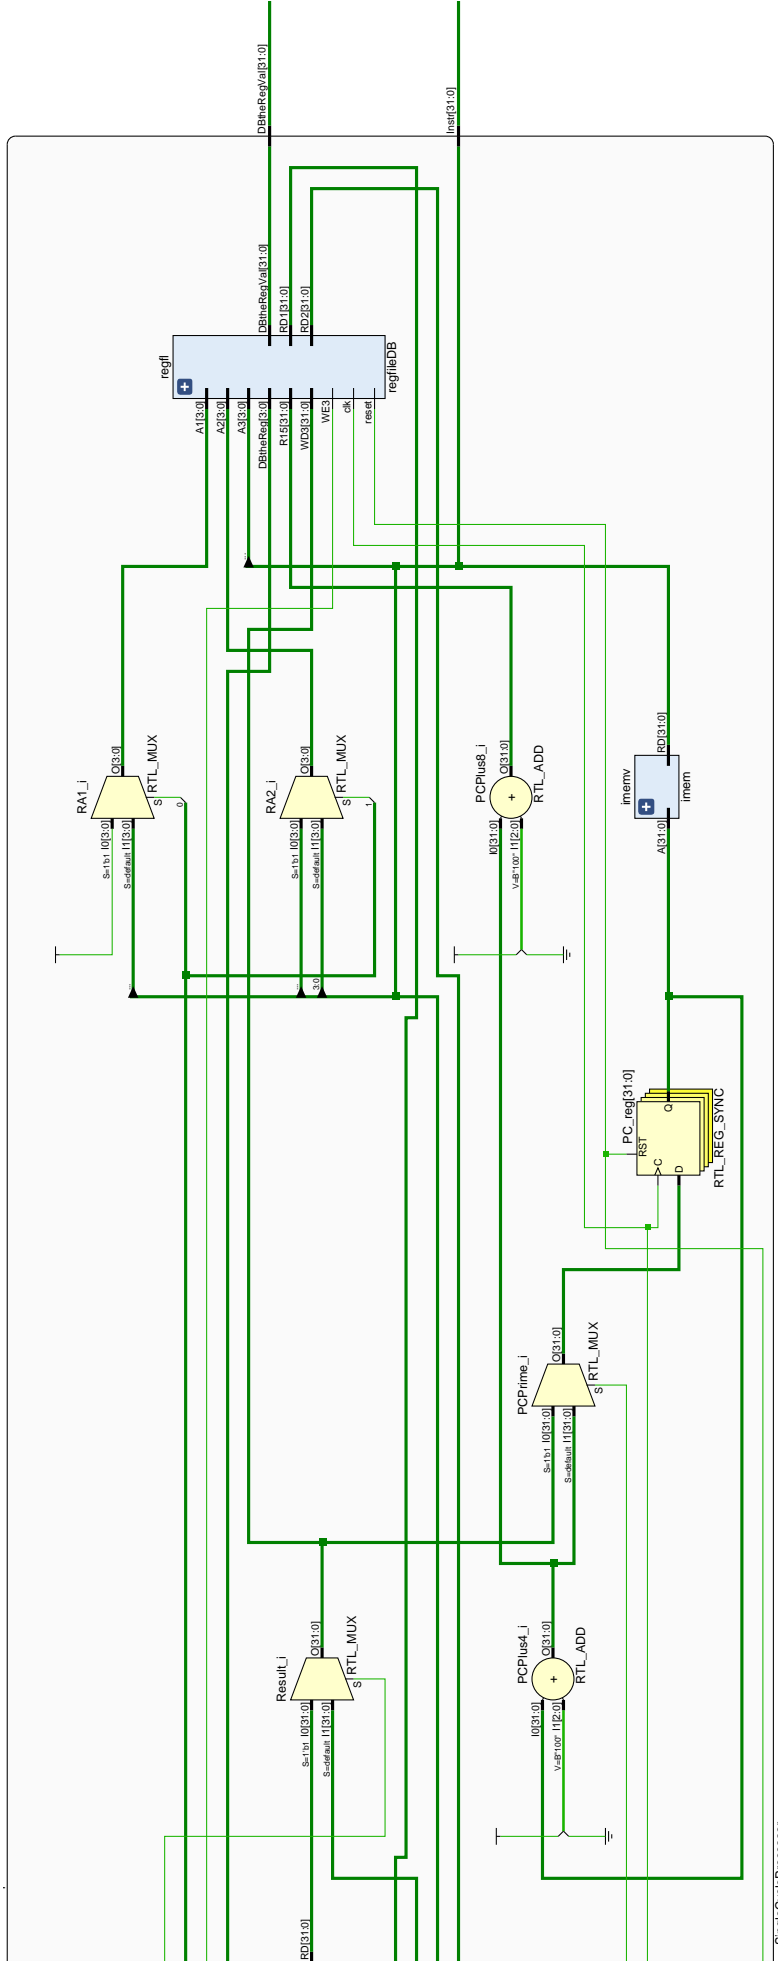 DBtheRegVal[31:0]
Instr[31:0]
DBtheRegVal[31:0]
RD1[31:0]
RD2[31:0]
regfl
regfileDB
A1[3:0]
A2[3:0]
A3[3:0]
DBtheReg[3:0]
R15[31:0]
WD3[31:0]
WE3
clk
reset
...
RA1_i
O[3:0]
RTL_MUX
S
0
S=1'b1 I0[3:0]
S=default I1[3:0]
RA2_i
O[3:0]
RTL_MUX
S
1
S=1'b1 I0[3:0]
S=default I1[3:0]
PCPlus8_i
O[31:0]
RTL_ADD
+
I0[31:0]
V=B"100" I1[2:0]
imemv
RD[31:0]
imem
A[31:0]
...
...
3:0
PC_reg[31:0]
Q
RST
C
D
RTL_REG_SYNC
PCPrime_i
O[31:0]
RTL_MUX
S
S=1'b1 I0[31:0]
S=default I1[31:0]
Result_i
O[31:0]
RTL_MUX
S
S=1'b1 I0[31:0]
S=default I1[31:0]
PCPlus4_i
O[31:0]
RTL_ADD
+
I0[31:0]
V=B"100" I1[2:0]
RD[31:0]